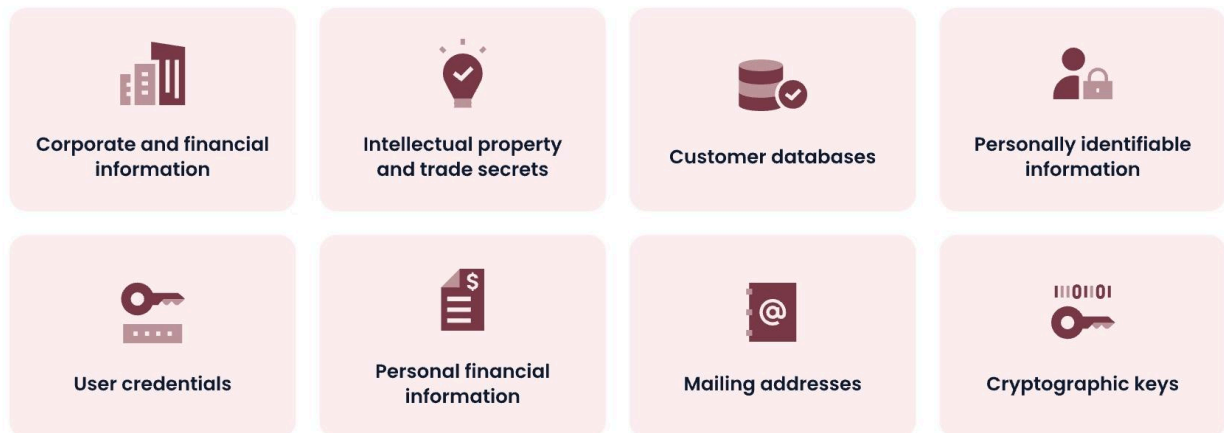 Corporate and financial
information
Intellectual property
and trade secrets
Customer databases
Personally identifiable
information
$
@
User credentials
Personal financial
information
Mailing addresses
Cryptographic keys